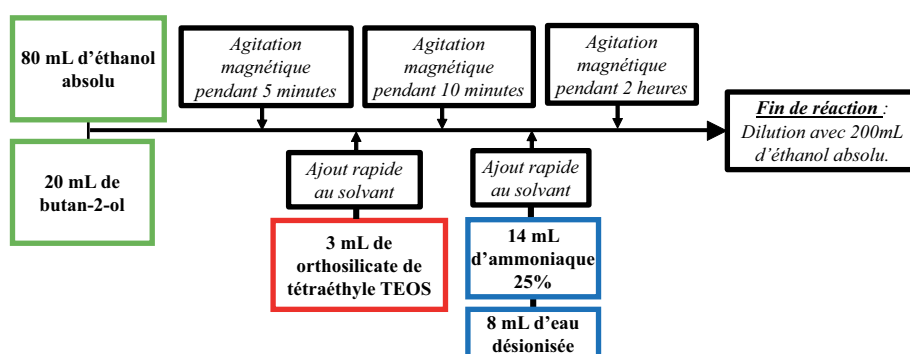 80 mL d’éthanol
absolu
20 mL de
butan-2-ol
Agitation
magnétique
pendant 5 minutes
Ajout rapide
au solvant
3 mL de
orthosilicate de
tétraéthyle TEOS
Agitation
magnétique
pendant 10 minutes
Ajout rapide
au solvant
14 mL
d’ammoniaque
25%
8 mL d’eau
désionisée
Agitation
magnétique
pendant 2 heures
Fin de réaction :
Dilution avec 200mL
d’éthanol absolu.